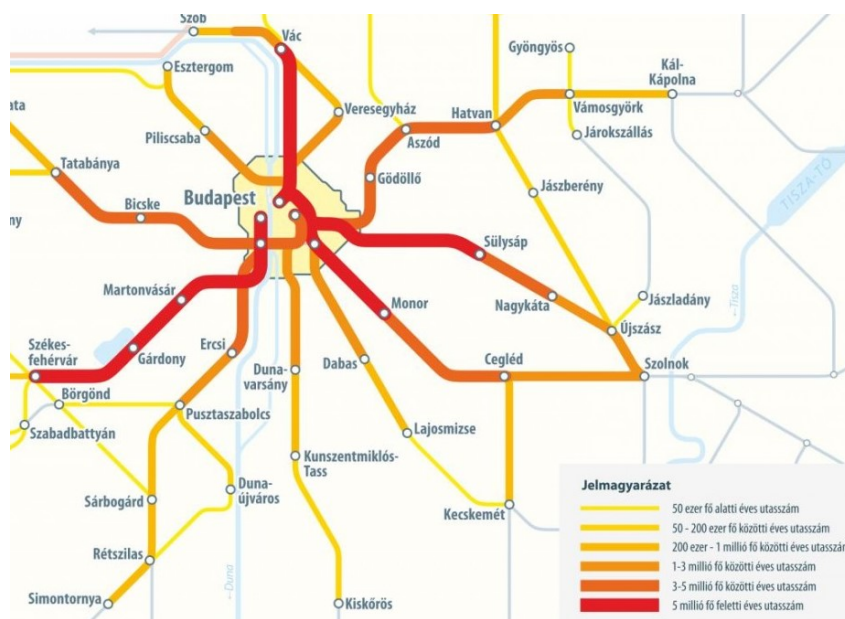 Szob
Vác
Gyöngyös
Esztergom
Kál-
Kápolna
Veresegyház
Hatvan
Vámosgyörk
Aszód
Piliscsaba
Járokszállás
Tatabánya
Gödöllő
Budapest
Jászberény
TISZA-TÓ
Bicske
Sülysáp
Martonvásár
Nagykáta
Jászladány
←Tisza
Monor
Újszász
Székes-
fehérvár
Gárdony
Ercsi
Duna-
varsány
Dabas
Cegléd
Szolnok
Börgönd
Pusztaszabolcs
Szabadbattyán
Lajosmizse
Kunszentmiklós-
Tass
Sárbogárd
Duna-
újváros
Kecskemét
Rétszilas
←Duna
Simontornya
Kiskőrös
Jelmagyarázat
50 ezer fő alatti éves utasszám
50 - 200 ezer fő közötti éves utasszám
200 ezer - 1 millió fő közötti éves utasszám
1-3 millió fő közötti éves utasszám
3-5 millió fő közötti éves utasszám
5 millió fő feletti éves utasszám